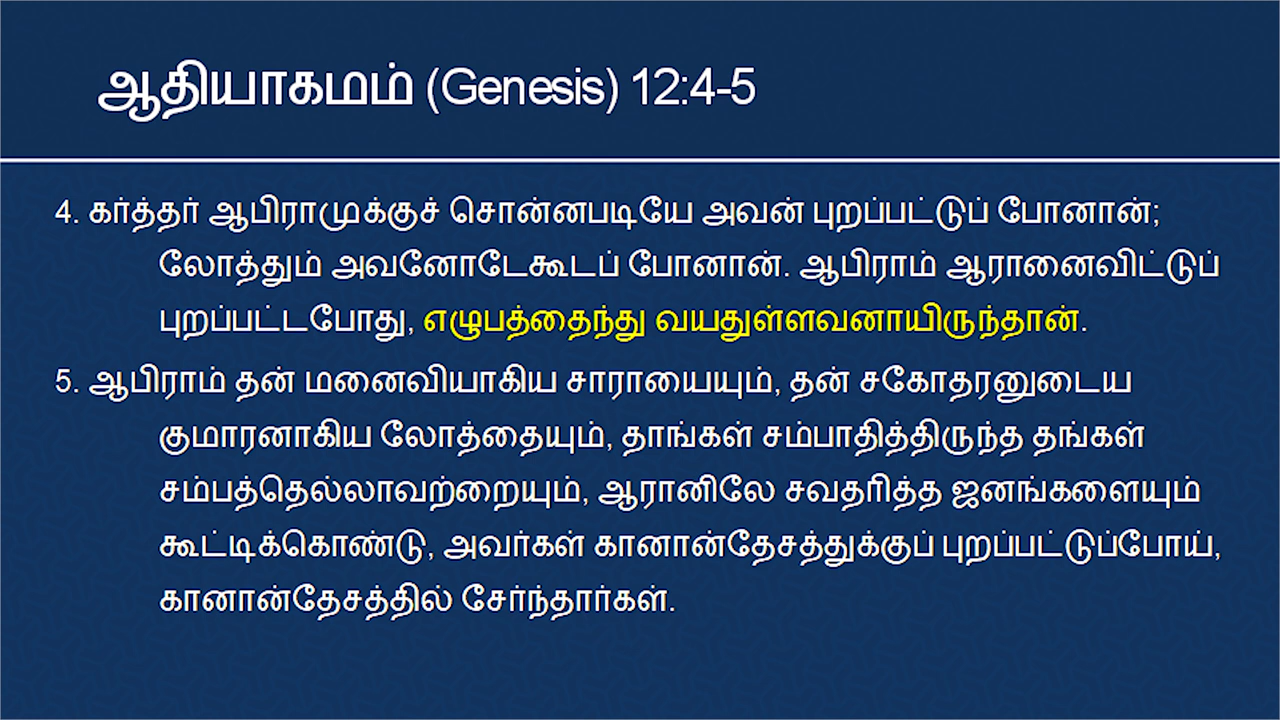 ஆதியாகமம் (Genesis) 12:4-5
4. கர்த்தர் ஆபிராமுக்குச் சொன்னபடியே அவன் புறப்பட்டுப் போனான்;
லோத்தும் அவனோடேகூடப் போனான். ஆபிராம் ஆரானைவிட்டுப்
புறப்பட்டபோது, எழுபத்தைந்து வயதுள்ளவனாயிருந்தான்.
5. ஆபிராம் தன் மனைவியாகிய சாராயையும், தன் சகோதரனுடைய
குமாரனாகிய லோத்தையும், தாங்கள் சம்பாதித்திருந்த தங்கள்
சம்பத்தெல்லாவற்றையும், ஆரானிலே சவதரித்த ஜனங்களையும்
கூட்டிக்கொண்டு, அவர்கள் கானான்தேசத்துக்குப் புறப்பட்டுப்போய்,
கானான்தேசத்தில் சேர்ந்தார்கள்.